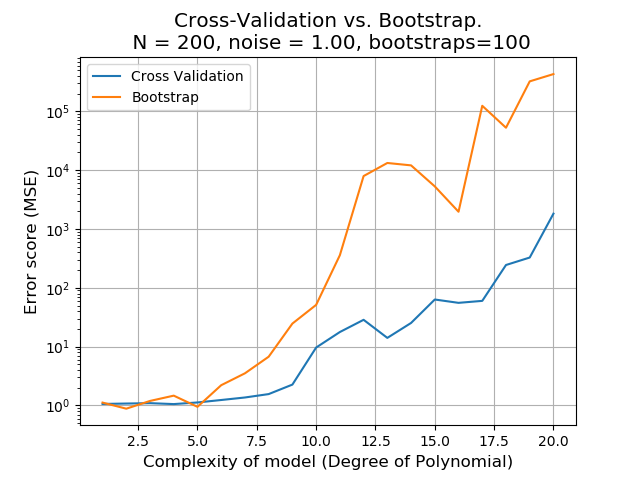 Cross-Validation vs. Bootstrap.
N = 200, noise = 1.00, bootstraps=100
Cross Validation
Bootstrap
Error score (MSE)
10^5
10^4
10^3
10^2
10^1
10^0
2.5 5.0 7.5 10.0 12.5 15.0 17.5 20.0
Complexity of model (Degree of Polynomial)